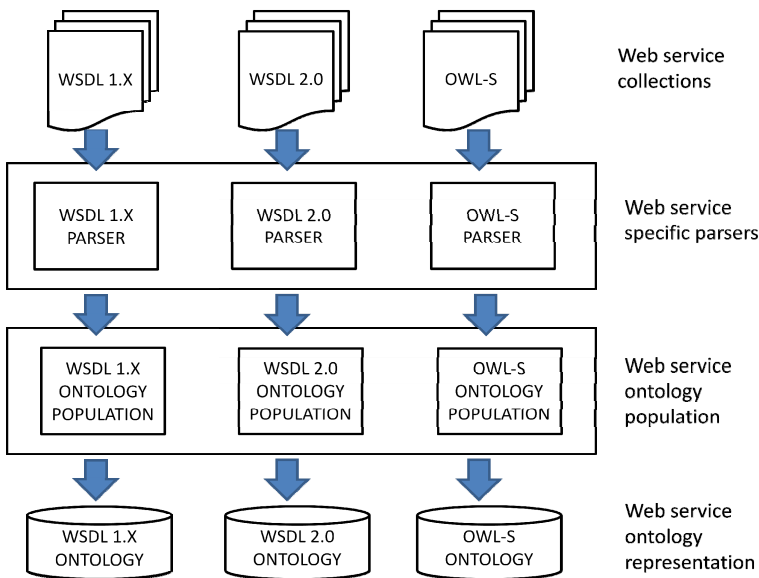 WSDL 1.X
WSDL 2.0
OWL-S
Web service
collections
WSDL 1.X
PARSER
WSDL 2.0
PARSER
OWL-S
PARSER
Web service
specific parsers
WSDL 1.X
ONTOLOGY
POPULATION
WSDL 2.0
ONTOLOGY
POPULATION
OWL-S
ONTOLOGY
POPULATION
Web service
ontology
population
WSDL 1.X
ONTOLOGY
WSDL 2.0
ONTOLOGY
OWL-S
ONTOLOGY
Web service
ontology
representation